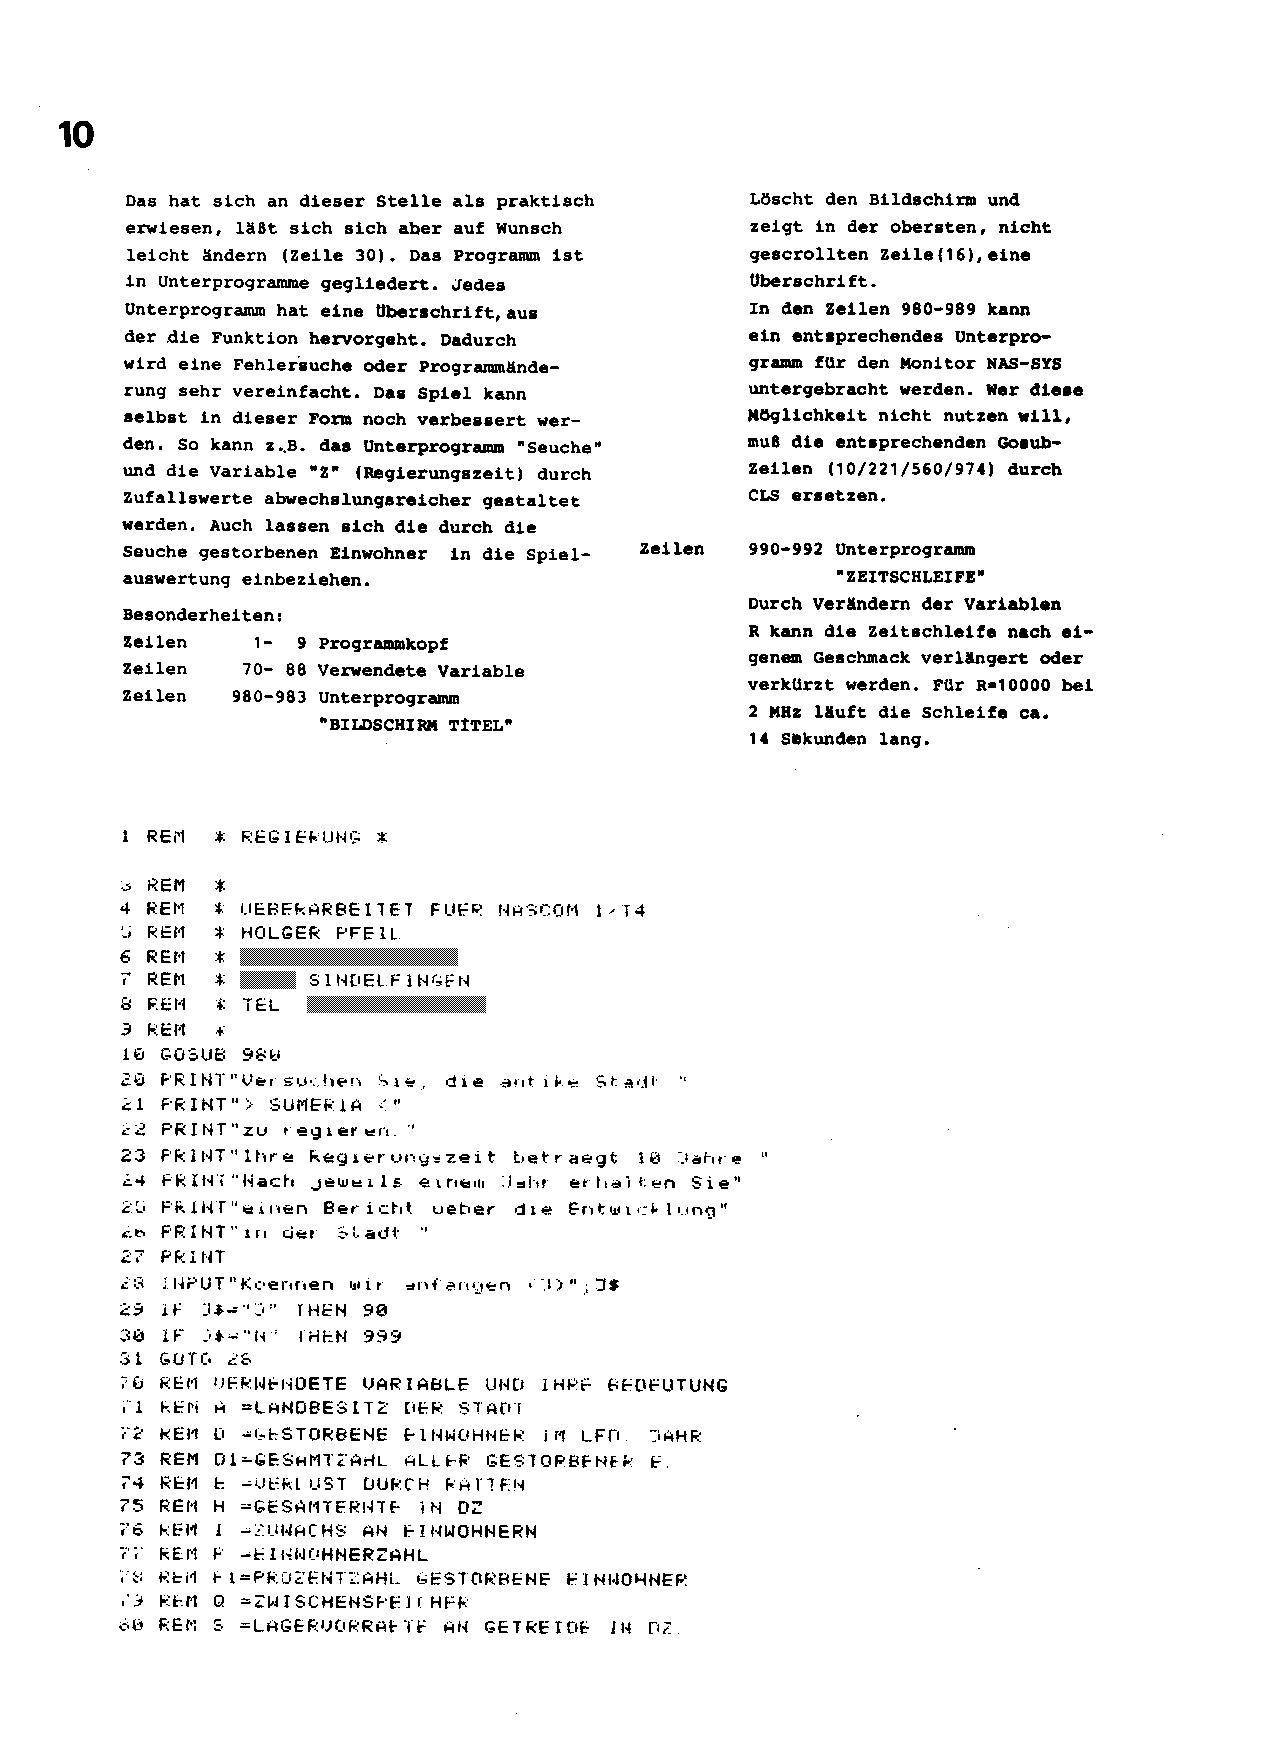 10
Das hat sich an dieser Stelle als praktisch
erwiesen, läßt sich sich aber auf Wunsch
leicht ändern (Zeile 30). Das Programm ist
in Unterprogramme gegliedert. Jedes
Unterprogramm hat eine Überschrift,aus
der die Funktion hervorgeht. Dadurch
wird eine Fehlersuche oder Programmände-
rung sehr vereinfacht. Das Spiel kann
selbst in dieser Form noch verbessert wer-
den. So kann z.B. das Unterprogramm "Seuche"
und die Variable "Z" (Regierungszeit) durch
Zufallswerte abwechslungsreicher gestaltet
werden. Auch lassen sich die durch die
Seuche gestorbenen Einwohner in die Spiel-
auswertung einbeziehen.
Besonderheiten:
Zeilen 1- 9 Programmkopf
Zeilen 70- 88 Verwendete Variable
Zeilen 980-983 Unterprogramm
"BILDSCHIRM TITEL"
Löscht den Bildschirm und
zeigt in der obersten, nicht
gescrollten Zeile(16),eine
Überschrift.
In den Zeilen 980-989 kann
ein entsprechendes Unterpro-
gramm für den Monitor NAS-SYS
untergebracht werden. Wer diese
Möglichkeit nicht nutzen will,
muß die entsprechenden Gosub-
Zeilen (10/221/560/974) durch
CLS ersetzen.
Zeilen 990-992 Unterprogramm
"ZEITSCHLEIFE"
Durch Verändern der Variablen
R kann die Zeitschleife nach ei-
genem Geschmack verlängert oder
verkürzt werden. Für R=10000 bei
2 MHz läuft die Schleife ca.
14 Sekunden lang.
1 REM * REGIERUNG *
3 REM *
4 REM * UEBERARBEITET FUER NASCOM 1/T4
5 REM * HOLGER PFEIL
6 REM *
7 REM * SINDELFINGEN
8 REM * TEL
9 REM *
10 GOSUB 980
20 PRINT"Versuchen Sie, die antike Stadt "
21 PRINT"> SUMERIA <"
22 PRINT"zu regieren. "
23 PRINT"Ihre Regierungszeit betraegt 10 Jahre "
24 PRINT"Nach jeweils einem Jahr erhalten Sie"
25 PRINT"einen Bericht ueber die Entwicklung"
26 PRINT"in der Stadt "
27 PRINT
28 INPUT"Koennen wir anfangen (J)";J$
29 IF J$="J" THEN 90
30 IF J$="N" THEN 999
31 GOTO 28
70 REM VERWENDETE VARIABLE UND IHRE BEDEUTUNG
71 REM A =LANDBESITZ DER STADT
72 REM D =GESTORBENE EINWOHNER IM LFD. JAHR
73 REM D1=GESAMTZAHL ALLER GESTORBENER E.
74 REM E =VERLUST DURCH RATTEN
75 REM H =GESAMTERNTE IN DZ
76 REM I =ZUWACHS AN EINWOHNERN
77 REM P =EINWOHNERZAHL
78 REM P1=PROZENTZAHL GESTORBENE EINWOHNER
79 REM Q =ZWISCHENSPEICHER
80 REM S =LAGERVORRAETE AN GETREIDE IN DZ.